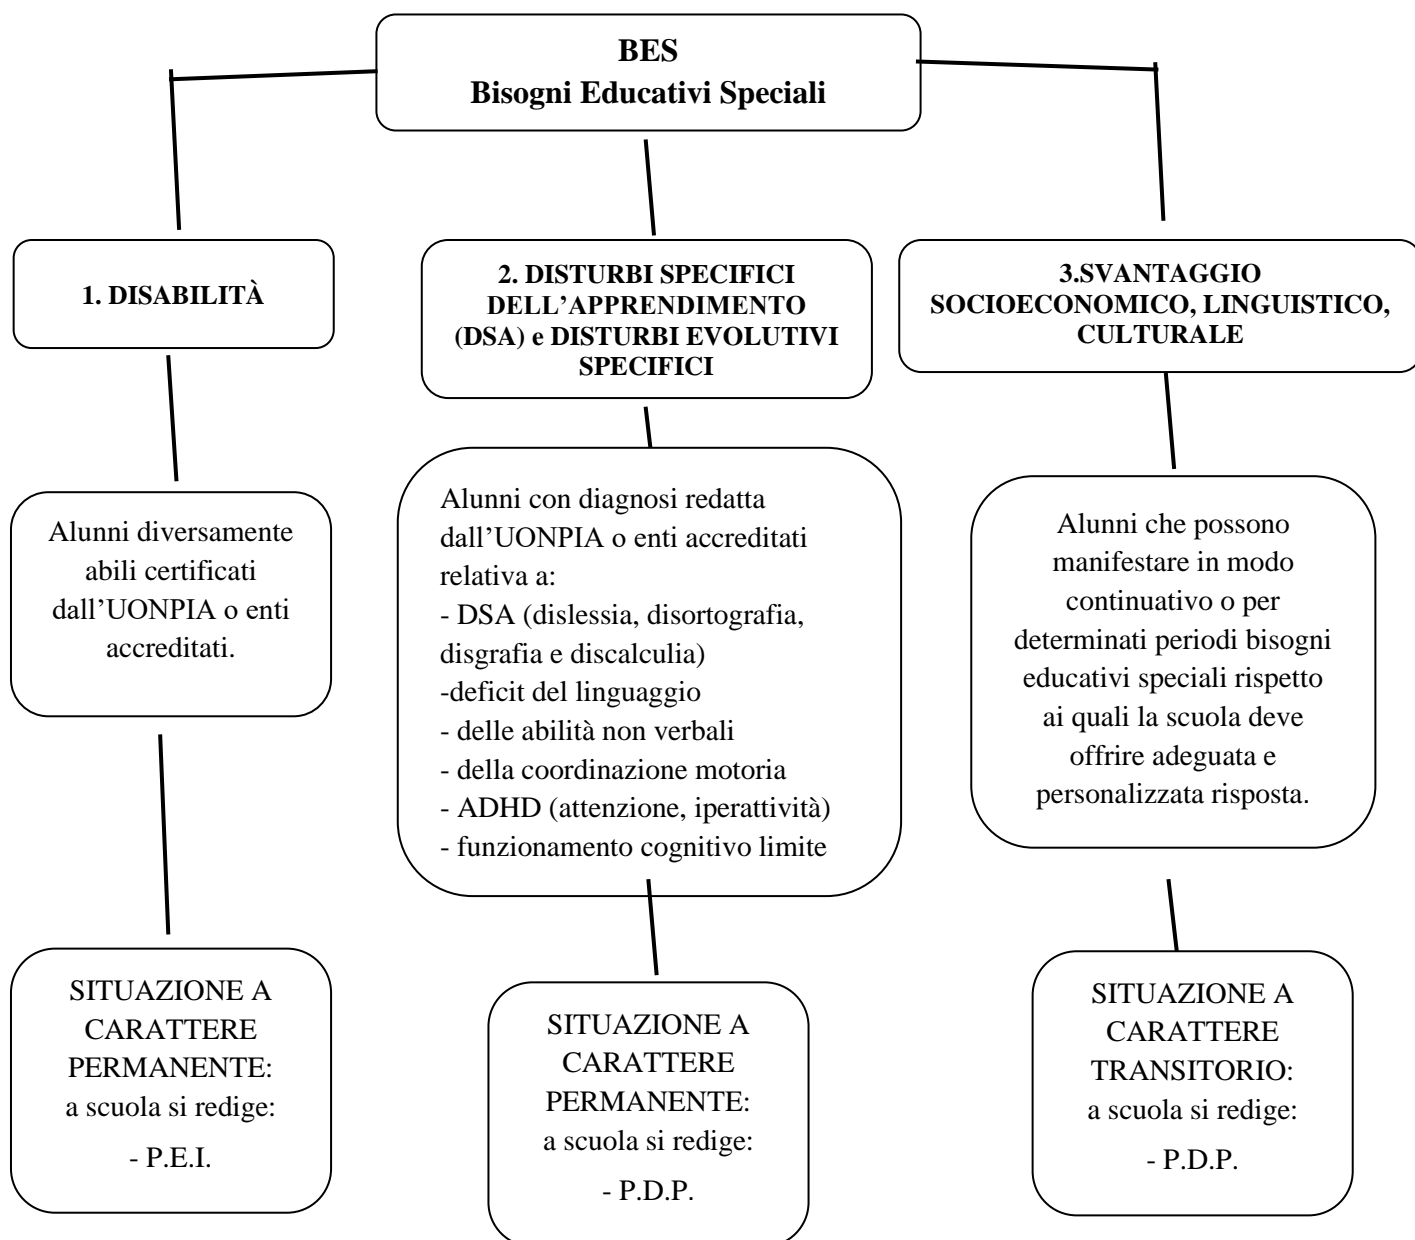 BES
Bisogni Educativi Speciali
1. DISABILITÀ
2. DISTURBI SPECIFICI
DELL’APPRENDIMENTO
(DSA) e DISTURBI EVOLUTIVI
SPECIFICI
3.SVANTAGGIO
SOCIOECONOMICO, LINGUISTICO,
CULTURALE
Alunni diversamente
abili certificati
dall’UONPIA o enti
accreditati.
Alunni con diagnosi redatta
dall’UONPIA o enti accreditati
relativa a:
- DSA (dislessia, disortografia,
disgrafia e discalculia)
-deficit del linguaggio
- delle abilità non verbali
- della coordinazione motoria
- ADHD (attenzione, iperattività)
- funzionamento cognitivo limite
Alunni che possono
manifestare in modo
continuativo o per
determinati periodi bisogni
educativi speciali rispetto
ai quali la scuola deve
offrire adeguata e
personalizzata risposta.
SITUAZIONE A
CARATTERE
PERMANENTE:
a scuola si redige:
- P.E.I.
SITUAZIONE A
CARATTERE
PERMANENTE:
a scuola si redige:
- P.D.P.
SITUAZIONE A
CARATTERE
TRANSITORIO:
a scuola si redige:
- P.D.P.